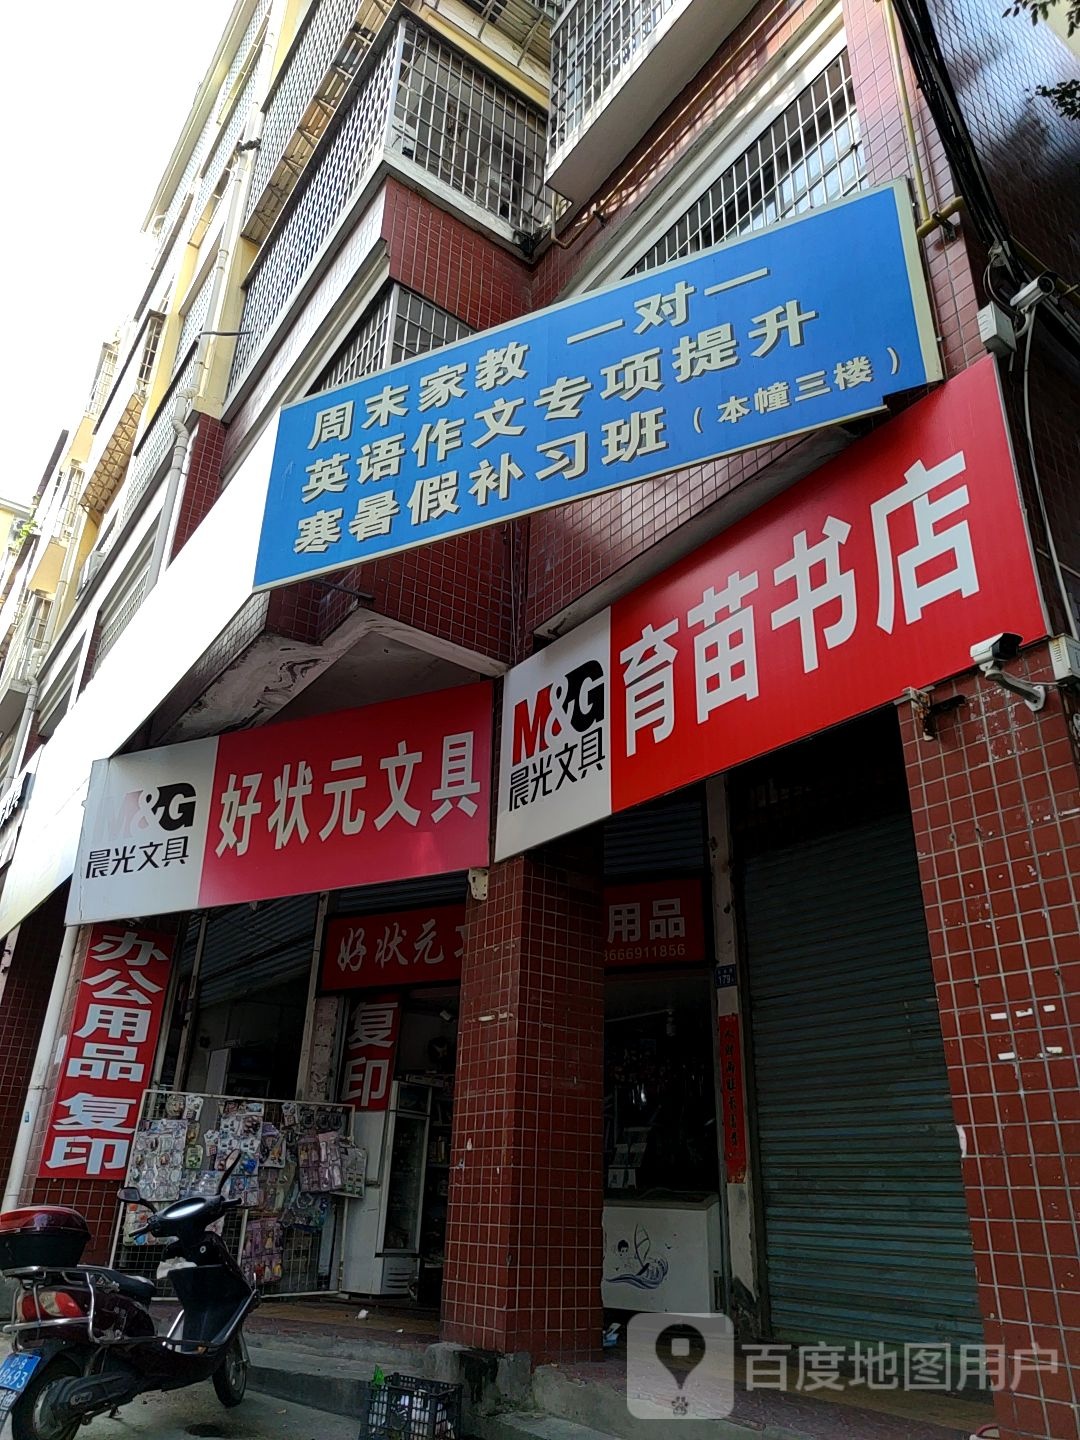 周末家教 一对一
英语作文专项提升
寒暑假补习班（本幢三楼）
M&G
晨光文具
育苗书店
M&G
晨光文具
好状元文具
办公用品 复印
好状元文
用品
3666911856
复印
179
百度地图用户